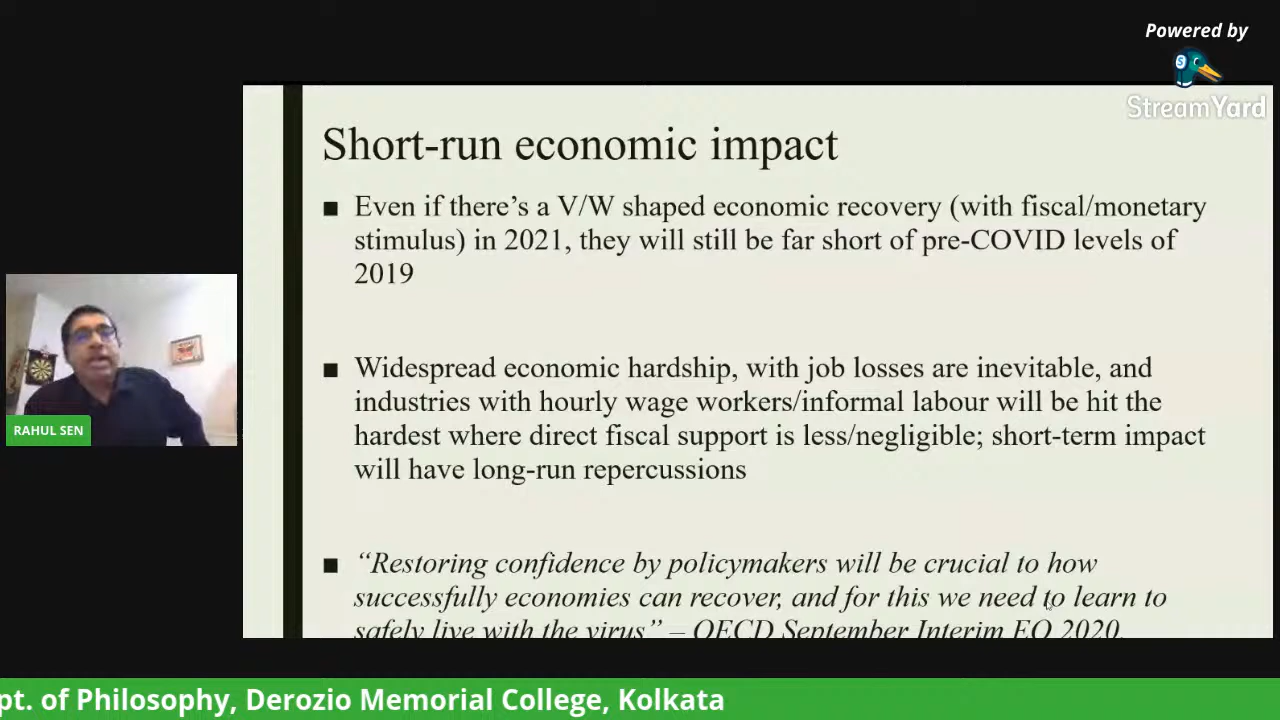 Powered by
StreamYard
Short-run economic impact
■ Even if there’s a V/W shaped economic recovery (with fiscal/monetary
stimulus) in 2021, they will still be far short of pre-COVID levels of
2019
■ Widespread economic hardship, with job losses are inevitable, and
industries with hourly wage workers/informal labour will be hit the
hardest where direct fiscal support is less/negligible; short-term impact
will have long-run repercussions
■ “Restoring confidence by policymakers will be crucial to how
successfully economies can recover, and for this we need to learn to
safely live with the virus” – OECD September Interim EO 2020.
RAHUL SEN
pt. of Philosophy, Derozio Memorial College, Kolkata